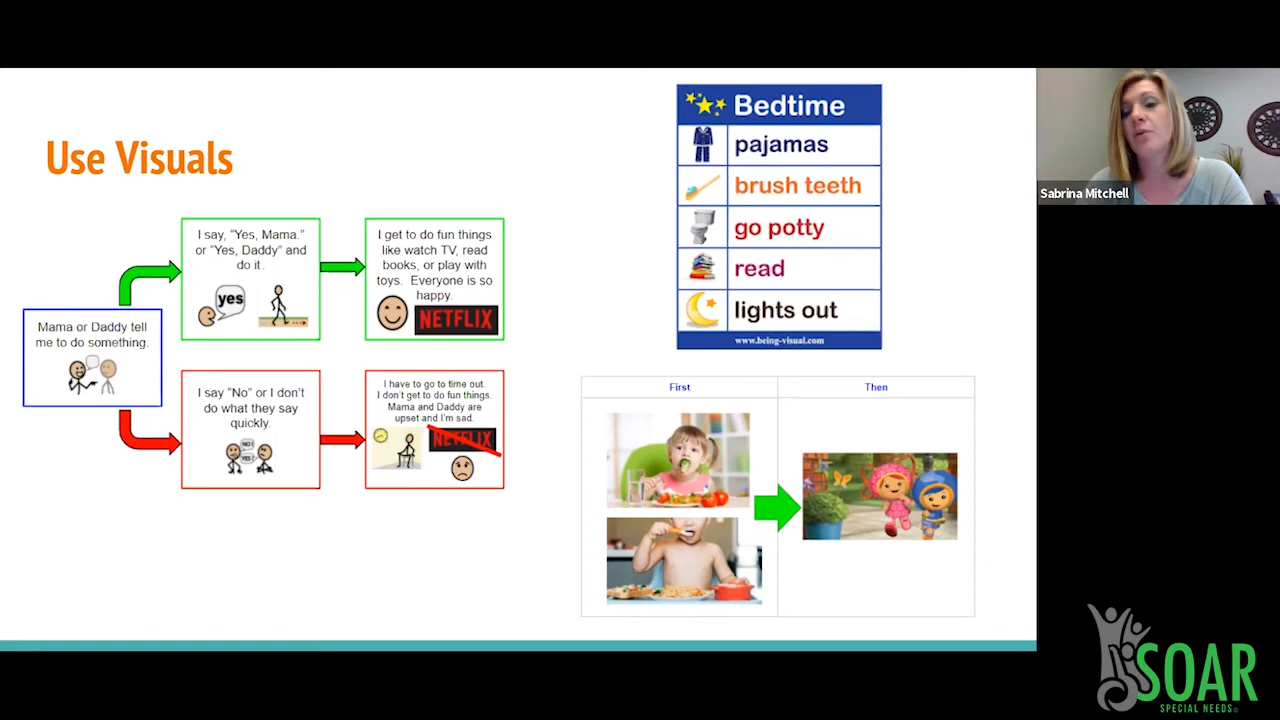 Use Visuals
Mama or Daddy tell
me to do something.
I say, "Yes, Mama."
or "Yes, Daddy" and
do it.
yes
I get to do fun things
like watch TV, read
books, or play with
toys. Everyone is so
happy.
NETFLIX
I say "No" or I don't
do what they say
quickly.
NO!
YES!
I have to go to time out.
I don't get to do fun things.
Mama and Daddy are
upset and I'm sad.
NETFLIX
Bedtime
pajamas
brush teeth
go potty
read
lights out
www.being-visual.com
First
Then
Sabrina Mitchell
SOAR
SPECIAL NEEDS